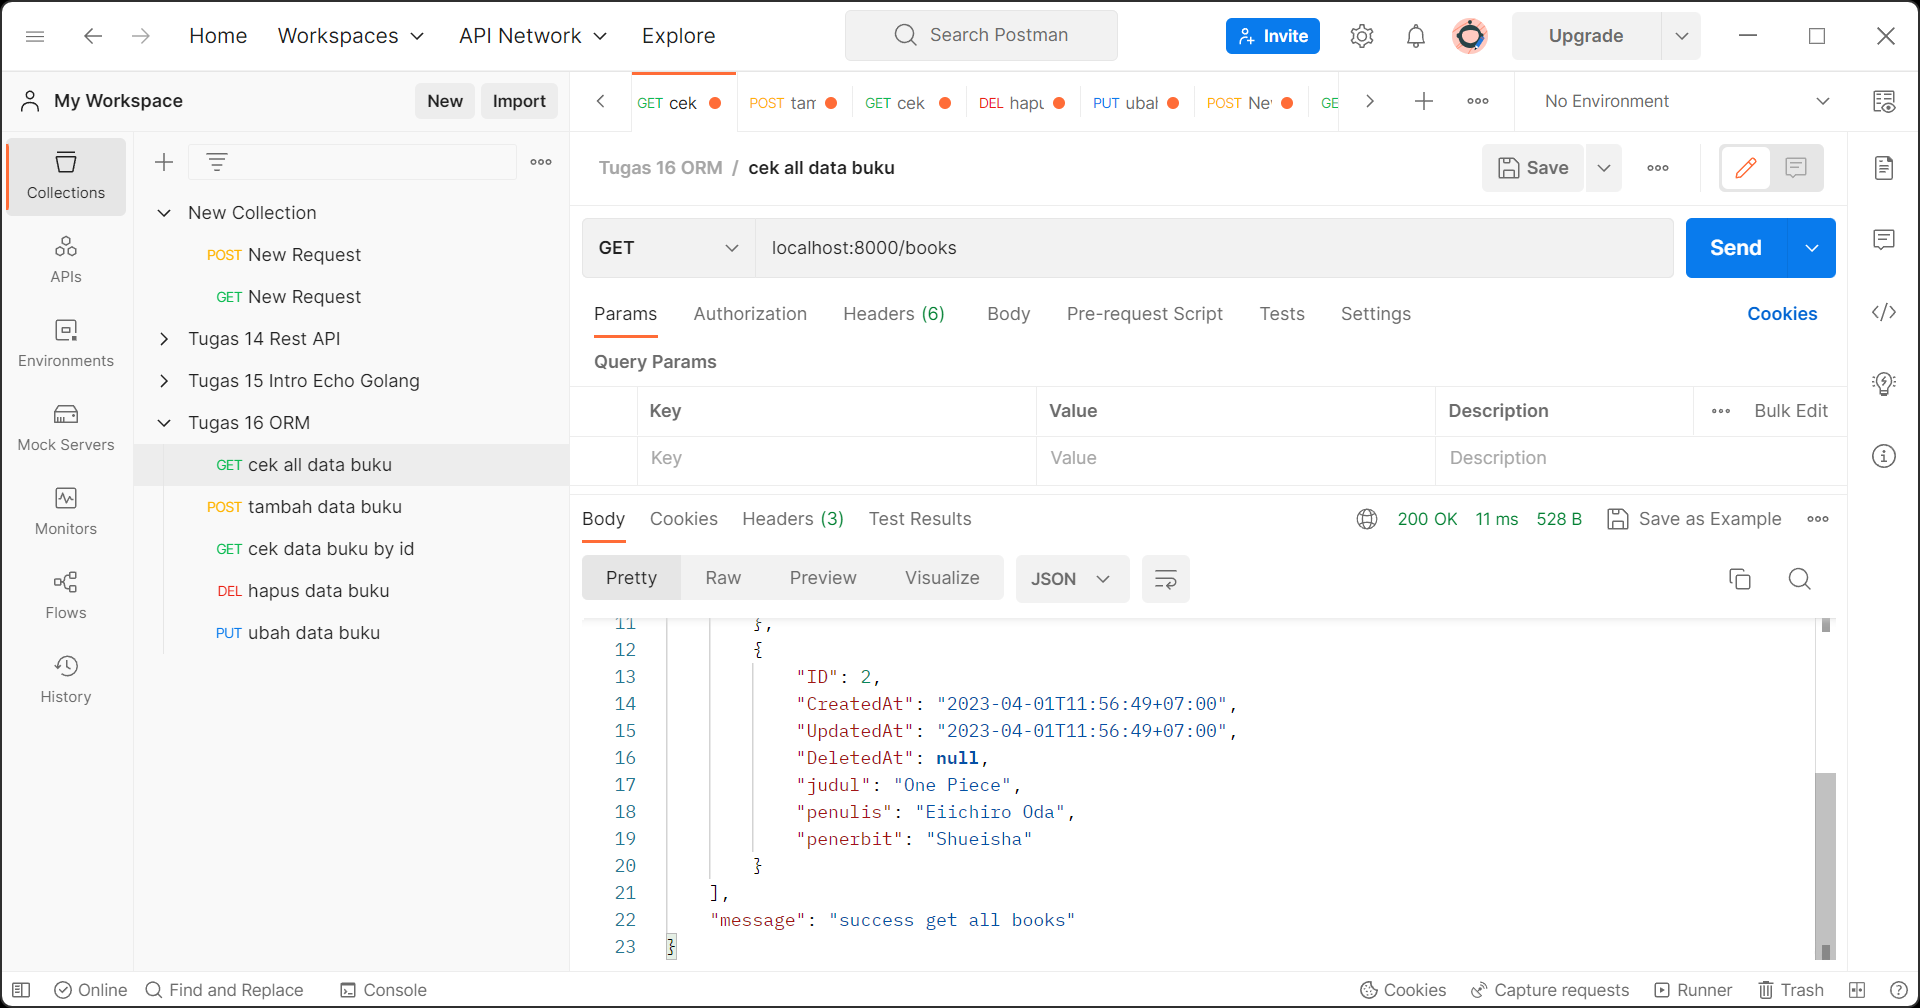 Home Workspaces API Network Explore Search Postman Invite Upgrade
My Workspace New Import
GET cek POST tam GET cek DEL hapu PUT ubal POST Ne GE No Environment
Collections
APIs
Environments
Mock Servers
Monitors
Flows
History
New Collection
POST New Request
GET New Request
Tugas 14 Rest API
Tugas 15 Intro Echo Golang
Tugas 16 ORM
GET cek all data buku
POST tambah data buku
GET cek data buku by id
DEL hapus data buku
PUT ubah data buku
Tugas 16 ORM / cek all data buku Save
GET localhost:8000/books Send
Params Authorization Headers (6) Body Pre-request Script Tests Settings Cookies
Query Params
Key Value Description Bulk Edit
Key Value Description
Body Cookies Headers (3) Test Results 200 OK 11 ms 528 B Save as Example
Pretty Raw Preview Visualize JSON
11 },
12 {
13 "ID": 2,
14 "CreatedAt": "2023-04-01T11:56:49+07:00",
15 "UpdatedAt": "2023-04-01T11:56:49+07:00",
16 "DeletedAt": null,
17 "judul": "One Piece",
18 "penulis": "Eiichiro Oda",
19 "penerbit": "Shueisha"
20 }
21 ],
22 "message": "success get all books"
23 }
Online Find and Replace Console Cookies Capture requests Runner Trash